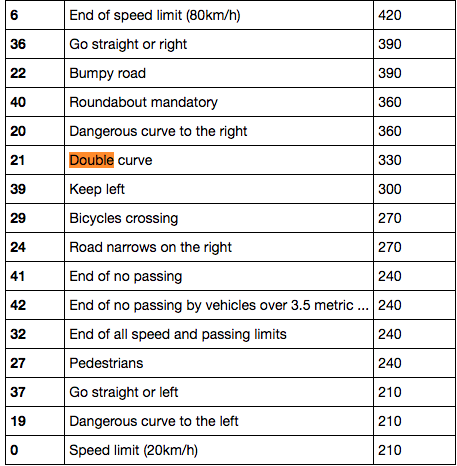 6 End of speed limit (80km/h) 420
36 Go straight or right 390
22 Bumpy road 390
40 Roundabout mandatory 360
20 Dangerous curve to the right 360
21 Double curve 330
39 Keep left 300
29 Bicycles crossing 270
24 Road narrows on the right 270
41 End of no passing 240
42 End of no passing by vehicles over 3.5 metric ... 240
32 End of all speed and passing limits 240
27 Pedestrians 240
37 Go straight or left 210
19 Dangerous curve to the left 210
0 Speed limit (20km/h) 210